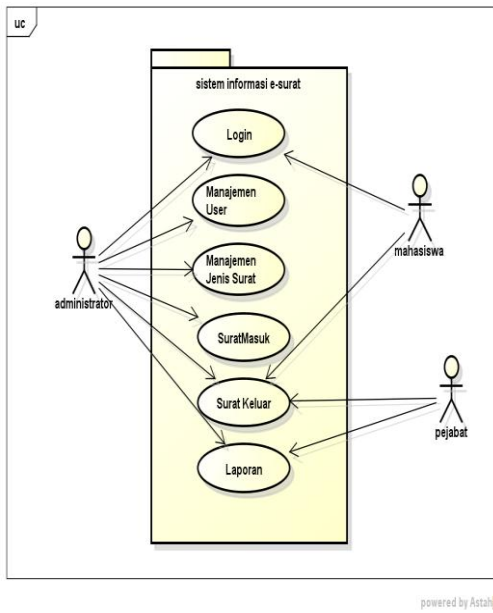 uc
sistem informasi e-surat
Login
Manajemen
User
Manajemen
Jenis Surat
SuratMasuk
Surat Keluar
Laporan
administrator
mahasiswa
pejabat
powered by Astah